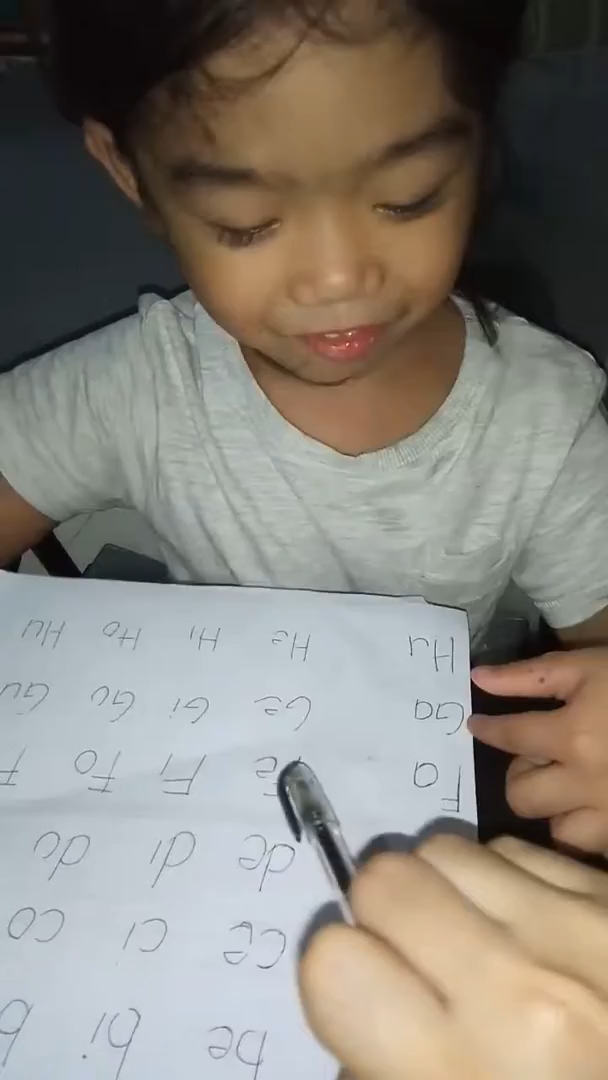 be bi b
ce ci co
de di do
Fa Fe Fi Fo F
Ga Ge Gi Go Gu
Ha He Hi Ho Hu